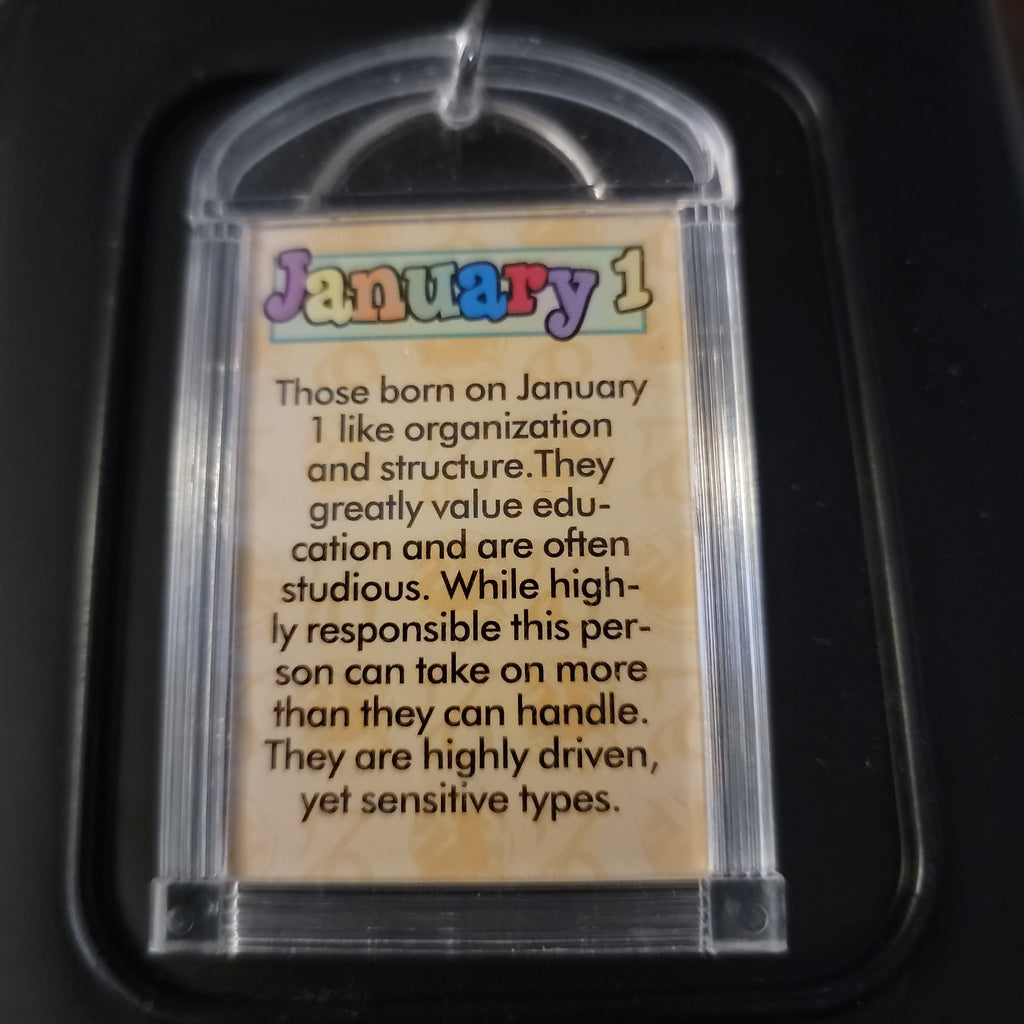 January 1
Those born on January
1 like organization
and structure.They
greatly value edu-
cation and are often
studious. While high-
ly responsible this per-
son can take on more
than they can handle.
They are highly driven,
yet sensitive types.